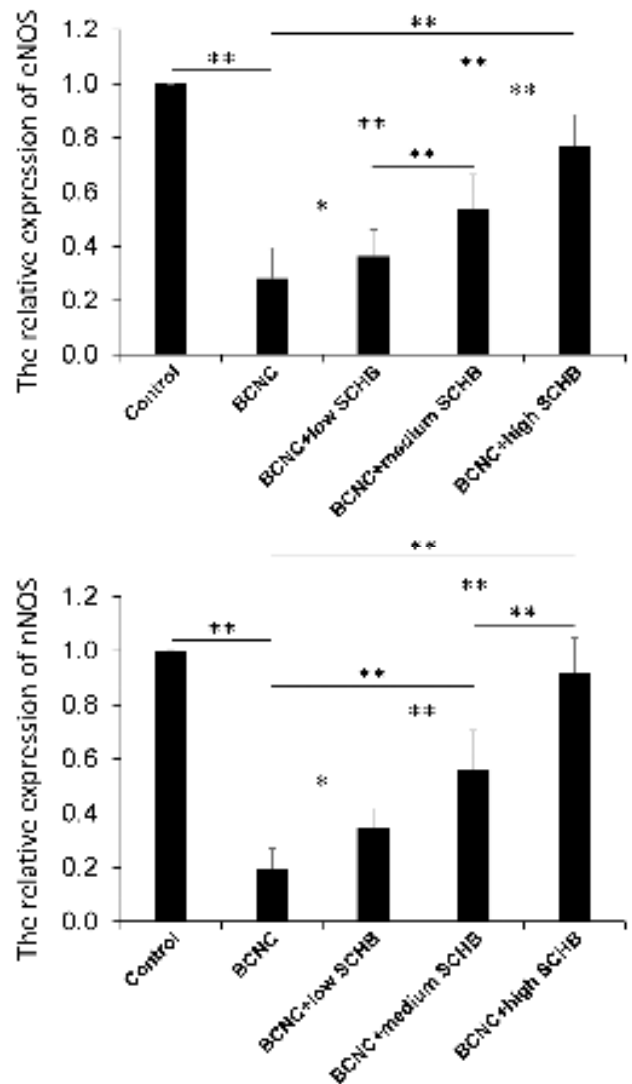 The relative expression of eNOS
1.2
1.0
0.8
0.6
0.4
0.2
0.0
**
**
**
**
**
**
*
Control
BCNC
BCNC+low SCHB
BCNC+medium SCHB
BCNC+high SCHB
The relative expression of nNOS
1.2
1.0
0.8
0.6
0.4
0.2
0.0
**
**
**
**
**
**
*
Control
BCNC
BCNC+low SCHB
BCNC+medium SCHB
BCNC+high SCHB